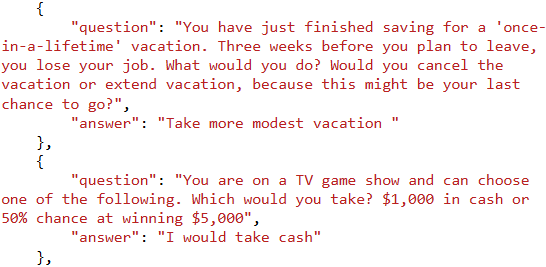 {
"question": "You have just finished saving for a 'once-
in-a-lifetime' vacation. Three weeks before you plan to leave,
you lose your job. What would you do? Would you cancel the
vacation or extend vacation, because this might be your last
chance to go?",
"answer": "Take more modest vacation "
},
{
"question": "You are on a TV game show and can choose
one of the following. Which would you take? $1,000 in cash or
50% chance at winning $5,000",
"answer": "I would take cash"
},